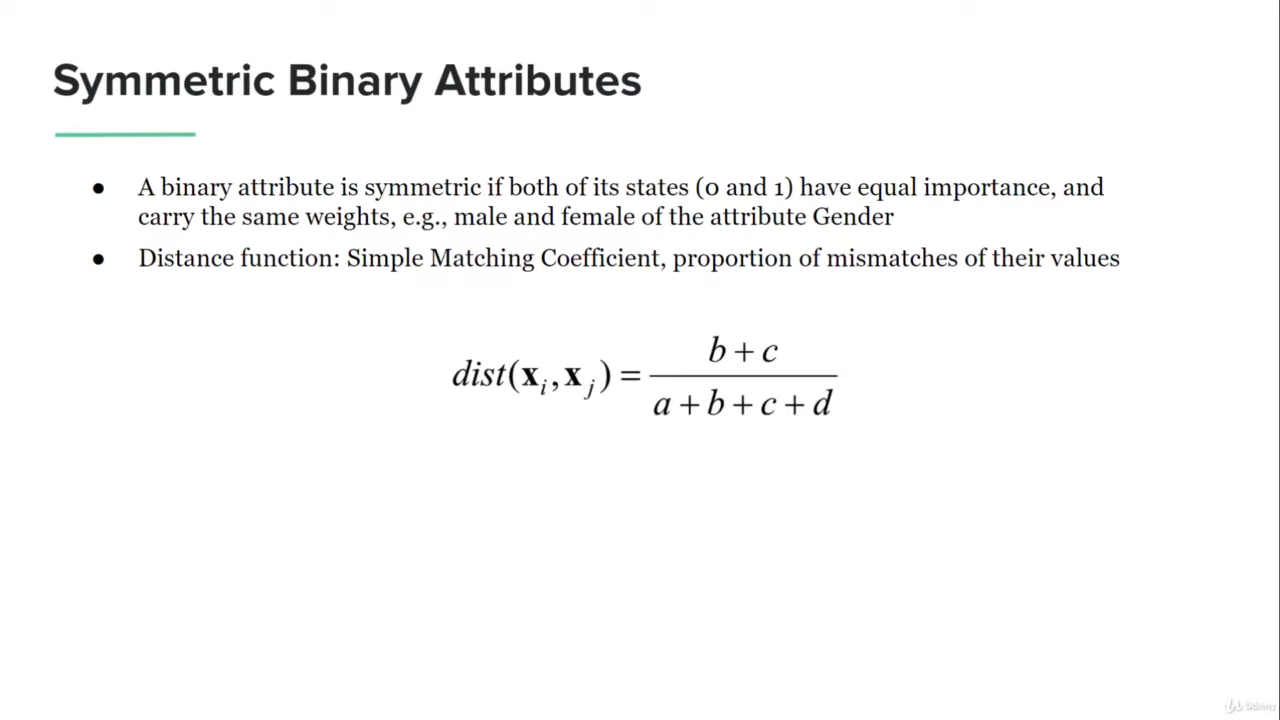 Symmetric Binary Attributes
● A binary attribute is symmetric if both of its states (0 and 1) have equal importance, and
carry the same weights, e.g., male and female of the attribute Gender
● Distance function: Simple Matching Coefficient, proportion of mismatches of their values
dist(xᵢ, xⱼ) = (b + c) / (a + b + c + d)
Udemy